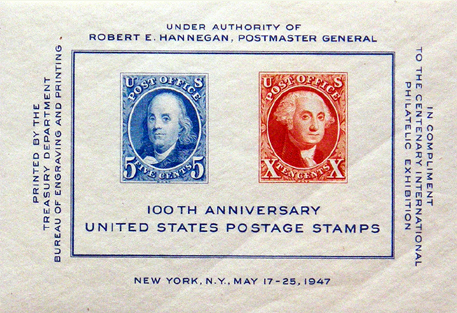 UNDER AUTHORITY OF
ROBERT E. HANNEGAN, POSTMASTER GENERAL
PRINTED BY THE
TREASURY DEPARTMENT
BUREAU OF ENGRAVING AND PRINTING
U S
POST OFFICE
5 FIVE CENTS 5
U S
POST OFFICE
X TEN CENTS X
IN COMPLIMENT
TO THE CENTENARY INTERNATIONAL
PHILATELIC EXHIBITION
100TH ANNIVERSARY
UNITED STATES POSTAGE STAMPS
NEW YORK, N.Y., MAY 17-25, 1947